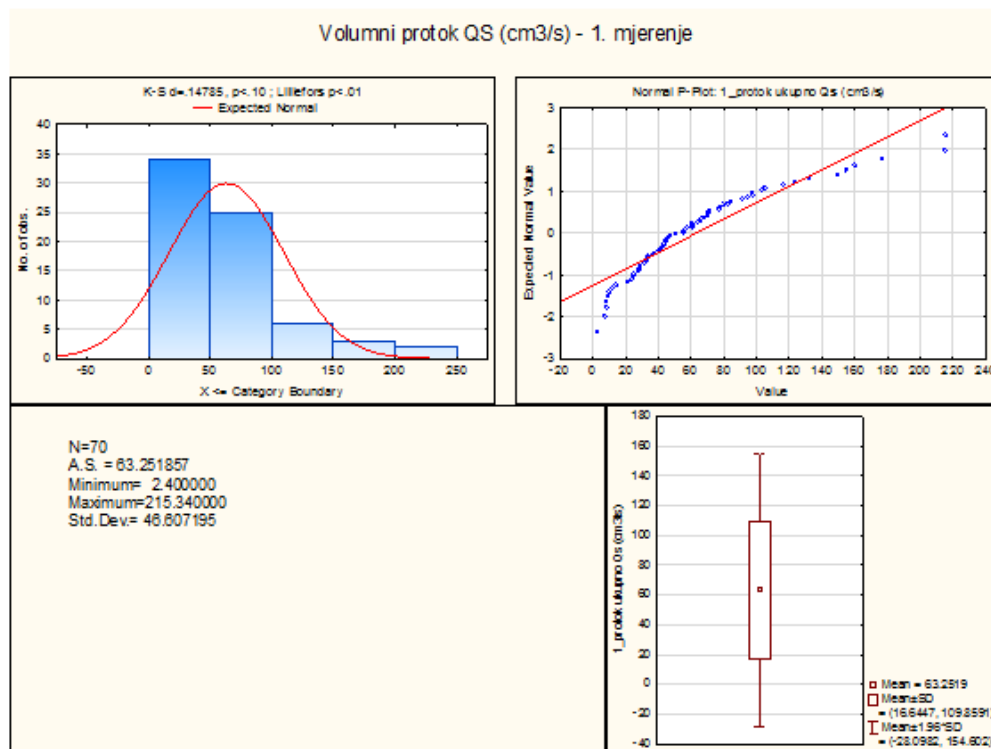 Volumni protok QS (cm3/s) - 1. mjerenje
K-S d=.14785, p<.10 ; Lilliefors p<.01
Expected Normal
40
35
30
25
20
15
10
5
0
No. of obs.
-50 0 50 100 150 200 250
X <= Category Boundary
Normal P-Plot: 1_protok ukupno Qs (cm3/s)
3
2
1
0
-1
-2
-3
Expected Normal Value
-20 0 20 40 60 80 100 120 140 160 180 200 220 240
Value
N=70
A.S. = 63.251857
Minimum= 2.400000
Maximum=215.340000
Std.Dev.= 46.607195
180
160
140
120
100
80
60
40
20
0
-20
-40
1_protok ukupno Qs (cm3/s)
Mean = 63.2519
Mean±SD
= (16.6447, 109.8591)
Mean±1.96*SD
= (-28.0982, 154.602)